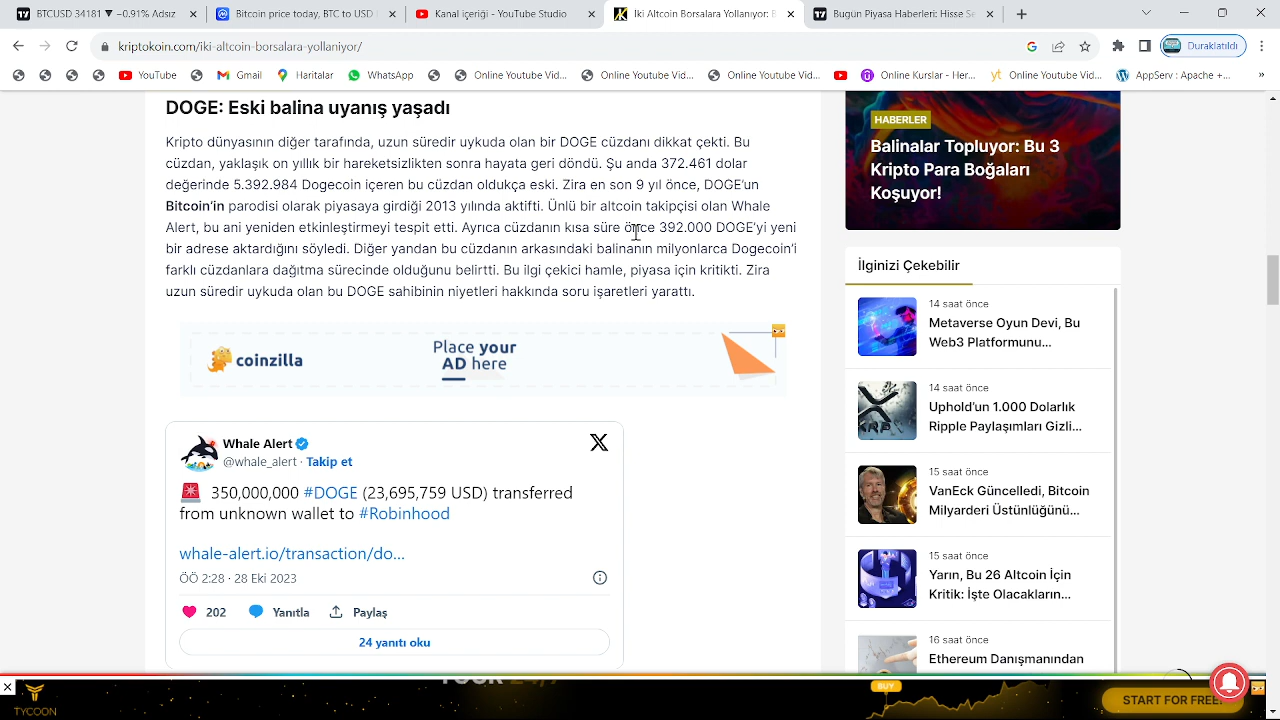 BTCUSD 34181 ▼ −0.91% Adsız
Bitcoin price today, BTC to USD
Kanal İçeriği - YouTube Studio
İki Altcoin Borsalara Yollanıyor: B
Bugün Piyasa Haberleri: Hisse Se
kriptokoin.com/iki-altcoin-borsalara-yollaniyor/
Duraklatıldı
YouTube
Gmail
Haritalar
WhatsApp
Online Youtube Vid...
Online Youtube Vid...
Online Youtube Vid...
Online Kurslar - Her...
Online Youtube Vid...
AppServ : Apache +...
DOGE: Eski balina uyanış yaşadı
Kripto dünyasının diğer tarafında, uzun süredir uykuda olan bir DOGE cüzdanı dikkat çekti. Bu
cüzdan, yaklaşık on yıllık bir hareketsizlikten sonra hayata geri döndü. Şu anda 372.461 dolar
değerinde 5.392.984 Dogecoin içeren bu cüzdan oldukça eski. Zira en son 9 yıl önce, DOGE'un
Bitcoin'in parodisi olarak piyasaya girdiği 2013 yılında aktifti. Ünlü bir altcoin takipçisi olan Whale
Alert, bu ani yeniden etkinleştirmeyi tespit etti. Ayrıca cüzdanın kısa süre önce 392.000 DOGE'yi yeni
bir adrese aktardığını söyledi. Diğer yandan bu cüzdanın arkasındaki balinanın milyonlarca Dogecoin'i
farklı cüzdanlara dağıtma sürecinde olduğunu belirtti. Bu ilgi çekici hamle, piyasa için kritikti. Zira
uzun süredir uykuda olan bu DOGE sahibinin niyetleri hakkında soru işaretleri yarattı.
coinzilla
Place your
AD here
Whale Alert
@whale_alert · Takip et
350,000,000 #DOGE (23,695,759 USD) transferred
from unknown wallet to #Robinhood
whale-alert.io/transaction/do...
ÖÖ 2:28 · 28 Eki 2023
202
Yanıtla
Paylaş
24 yanıtı oku
HABERLER
Balinalar Topluyor: Bu 3
Kripto Para Boğaları
Koşuyor!
İlginizi Çekebilir
14 saat önce
Metaverse Oyun Devi, Bu
Web3 Platformunu...
14 saat önce
Uphold'un 1.000 Dolarlık
Ripple Paylaşımları Gizli...
XRP
15 saat önce
VanEck Güncelledi, Bitcoin
Milyarderi Üstünlüğünü...
15 saat önce
Yarın, Bu 26 Altcoin İçin
Kritik: İşte Olacakların...
16 saat önce
Ethereum Danışmanından
TYCOON
BUY
START FOR FREE!